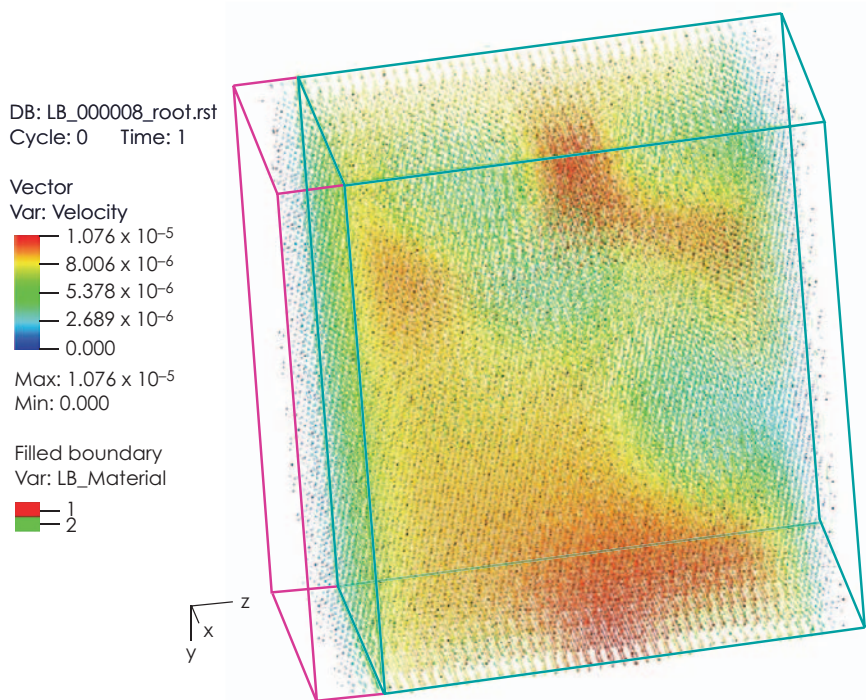 DB: LB_000008_root.rst
Cycle: 0 Time: 1
Vector
Var: Velocity
1.076 x 10⁻⁵
8.006 x 10⁻⁶
5.378 x 10⁻⁶
2.689 x 10⁻⁶
0.000
Max: 1.076 x 10⁻⁵
Min: 0.000
Filled boundary
Var: LB_Material
1
2
z
x
y